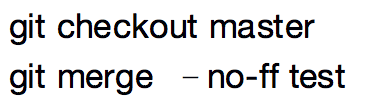 git checkout master
git merge  – no-ff test